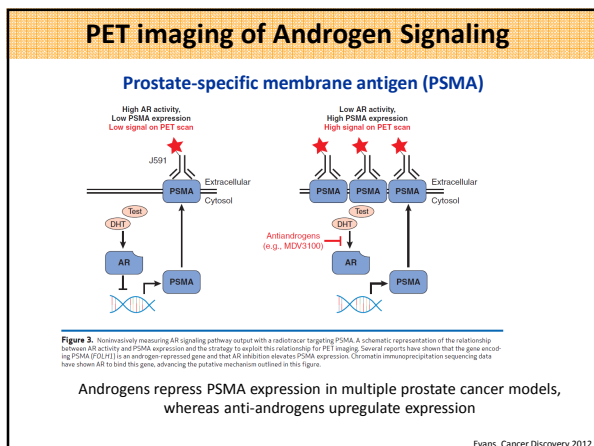 PET imaging of Androgen Signaling
Prostate-specific membrane antigen (PSMA)
High AR activity,
Low PSMA expression
Low signal on PET scan
J591
PSMA
Extracellular
Cytosol
Test
DHT
AR
PSMA
Low AR activity,
High PSMA expression
High signal on PET scan
PSMA PSMA PSMA
Extracellular
Cytosol
Test
DHT
Antiandrogens
(e.g., MDV3100)
AR
PSMA
Figure 3. Noninvasively measuring AR signaling pathway output with a radiotracer targeting PSMA. A schematic representation of the relationship
between AR activity and PSMA expression and the strategy to exploit this relationship for PET imaging. Several reports have shown that the gene encod-
ing PSMA (FOLH1) is an androgen-repressed gene and that AR inhibition elevates PSMA expression. Chromatin immunoprecipitation sequencing data
have shown AR to bind this gene, advancing the putative mechanism outlined in this figure.
Androgens repress PSMA expression in multiple prostate cancer models,
whereas anti-androgens upregulate expression
Evans, Cancer Discovery 2012